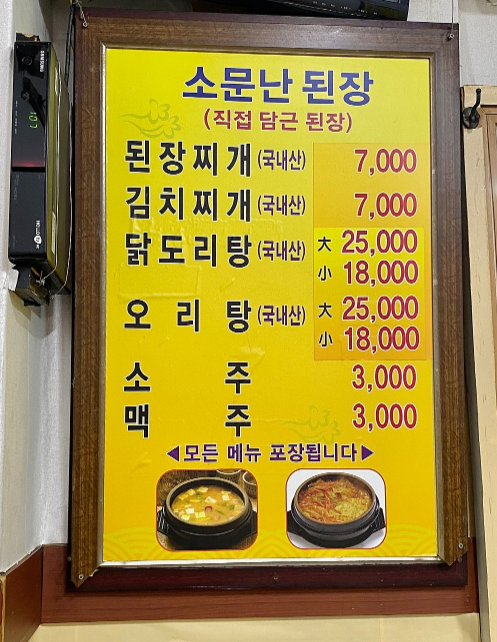 소문난 된장
(직접 담근 된장)
된장찌개 (국내산) 7,000
김치찌개 (국내산) 7,000
닭도리탕 (국내산) 大 25,000
小 18,000
오리탕 (국내산) 大 25,000
小 18,000
소주 3,000
맥주 3,000
◀모든 메뉴 포장됩니다▶